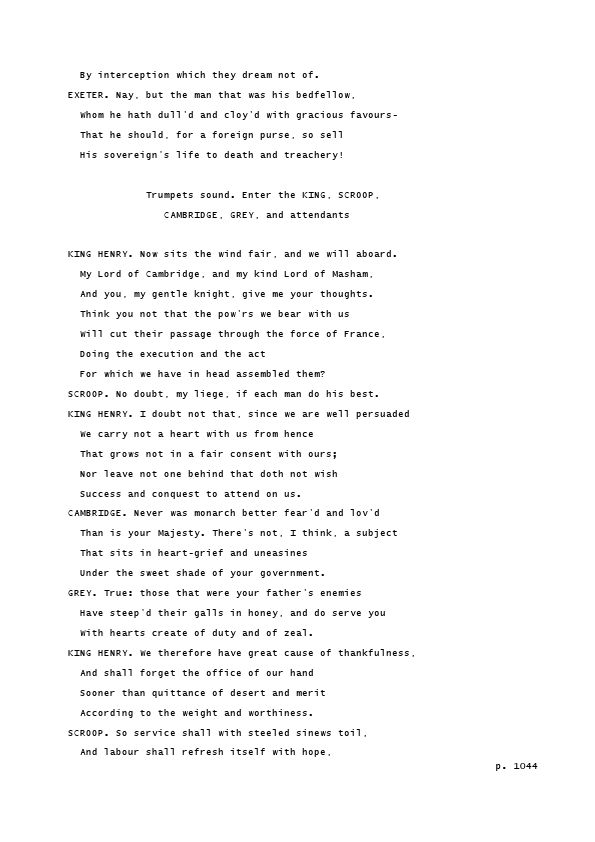 By interception which they dream not of.
EXETER. Nay, but the man that was his bedfellow,
Whom he hath dull'd and cloy'd with gracious favours-
That he should, for a foreign purse, so sell
His sovereign's life to death and treachery!
Trumpets sound. Enter the KING, SCROOP,
CAMBRIDGE, GREY, and attendants
KING HENRY. Now sits the wind fair, and we will aboard.
My Lord of Cambridge, and my kind Lord of Masham,
And you, my gentle knight, give me your thoughts.
Think you not that the pow'rs we bear with us
Will cut their passage through the force of France,
Doing the execution and the act
For which we have in head assembled them?
SCROOP. No doubt, my liege, if each man do his best.
KING HENRY. I doubt not that, since we are well persuaded
We carry not a heart with us from hence
That grows not in a fair consent with ours;
Nor leave not one behind that doth not wish
Success and conquest to attend on us.
CAMBRIDGE. Never was monarch better fear'd and lov'd
Than is your Majesty. There's not, I think, a subject
That sits in heart-grief and uneasines
Under the sweet shade of your government.
GREY. True: those that were your father's enemies
Have steep'd their galls in honey, and do serve you
With hearts create of duty and of zeal.
KING HENRY. We therefore have great cause of thankfulness,
And shall forget the office of our hand
Sooner than quittance of desert and merit
According to the weight and worthiness.
SCROOP. So service shall with steeled sinews toil,
And labour shall refresh itself with hope,
p. 1044